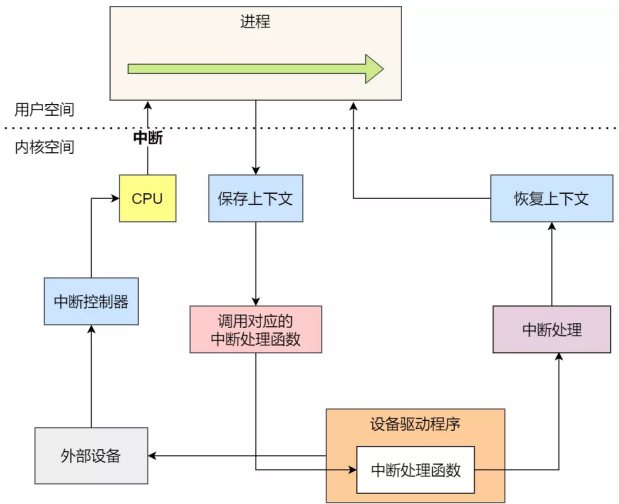 进程
用户空间
中断
内核空间
CPU
保存上下文
恢复上下文
中断控制器
调用对应的
中断处理函数
中断处理
设备驱动程序
外部设备
中断处理函数